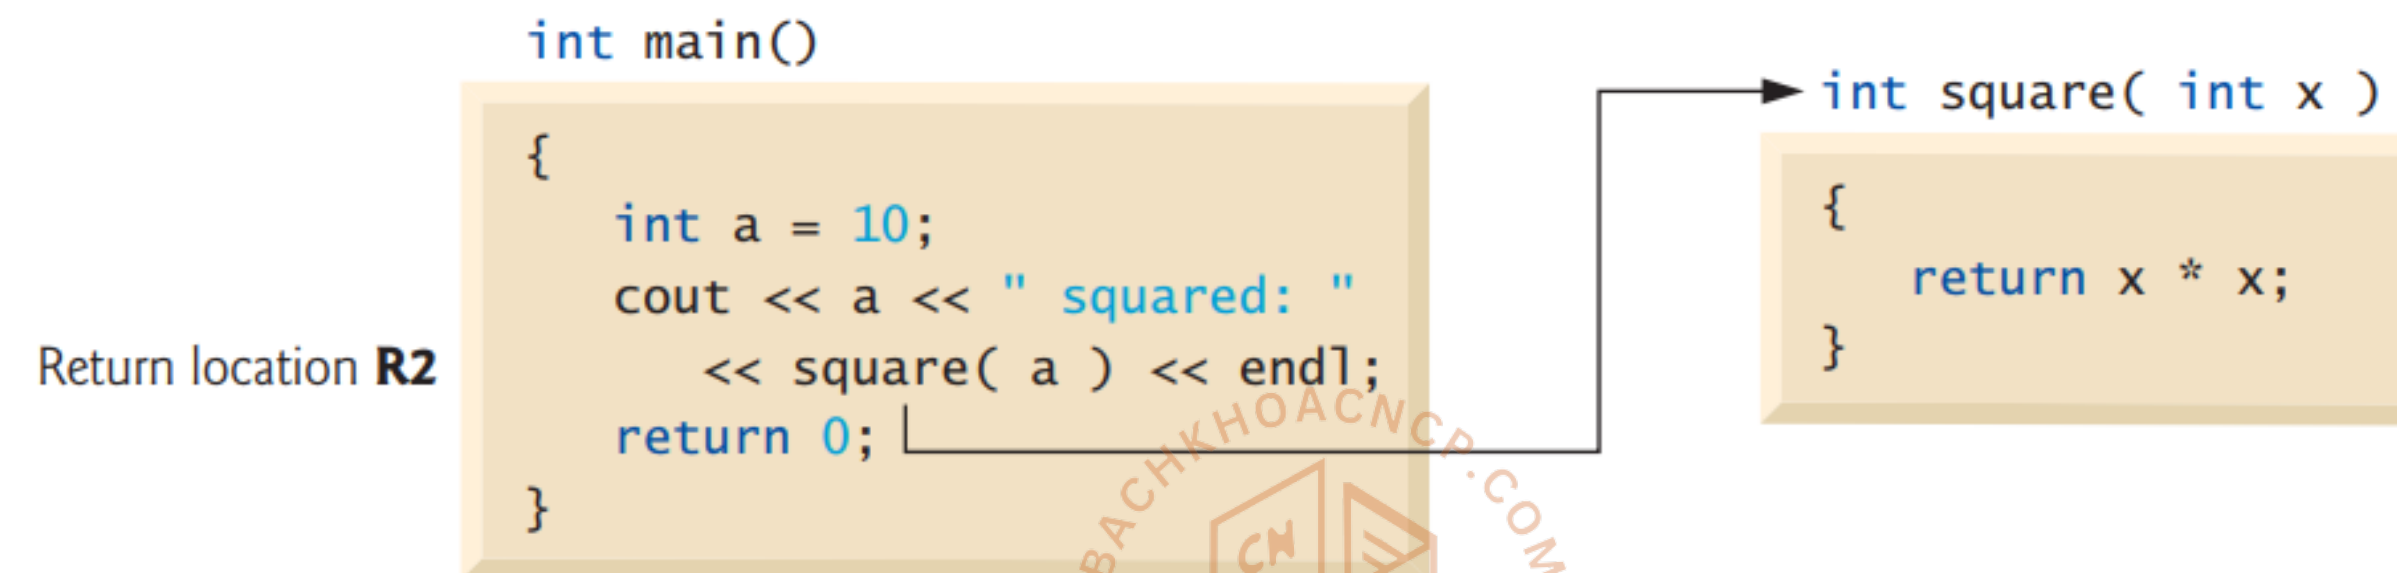 int main()
{
int a = 10;
cout << a << " squared: "
Return location R2
<< square( a ) << endl;
return 0;
}
int square( int x )
{
return x * x;
}
BACHKHOACNCP.COM
CN